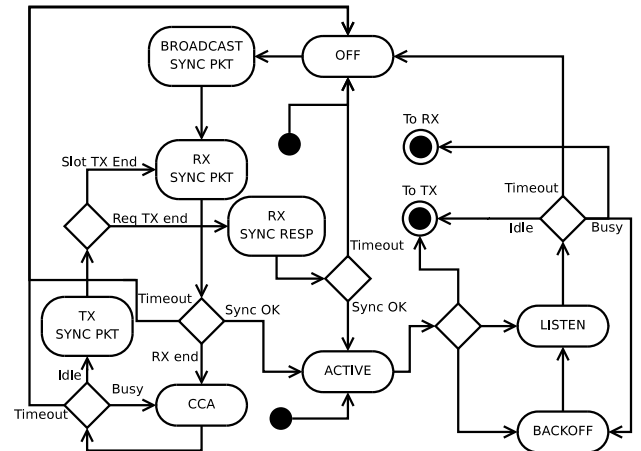 BROADCAST
SYNC PKT
OFF
To RX
Slot TX End
RX
SYNC PKT
To TX
Timeout
Req TX end
RX
SYNC RESP
Idle
Busy
Timeout
Timeout
Sync OK
Sync OK
TX
SYNC PKT
LISTEN
RX end
ACTIVE
Idle
Busy
Timeout
CCA
BACKOFF